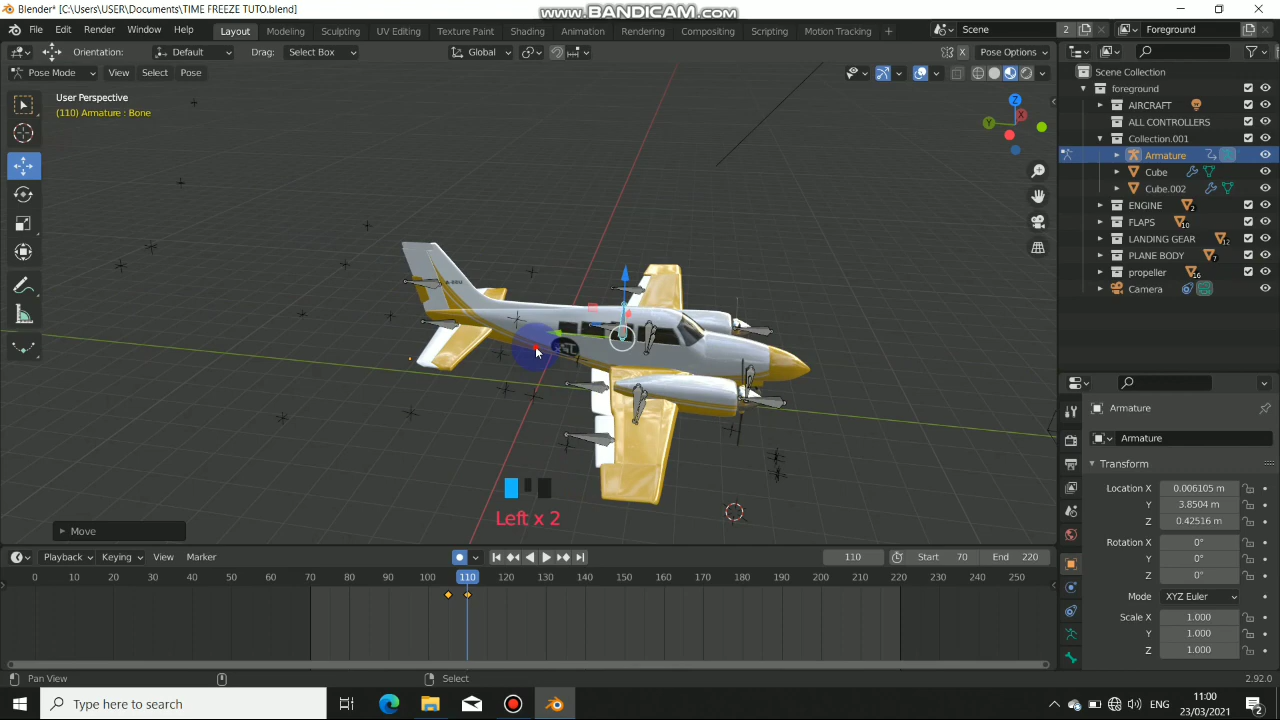 Blender* [C:\Users\USER\Documents\TIME FREEZE TUTO.blend]
www.BANDICAM.com
File Edit Render Window Help
Layout Modeling Sculpting UV Editing Texture Paint Shading Animation Rendering Compositing Scripting Motion Tracking +
Scene 2
Foreground
Orientation: Default Drag: Select Box
Global
X Pose Options
Pose Mode View Select Pose
User Perspective
(110) Armature : Bone
Z
Y
X
Scene Collection
foreground
AIRCRAFT
ALL CONTROLLERS
Collection.001
Armature
Cube
Cube.002
ENGINE 2
FLAPS 10
LANDING GEAR 12
PLANE BODY 7
propeller 16
Camera
Left x 2
Move
Armature
Armature
Transform
Location X 0.006105 m
Y 3.8504 m
Z 0.42516 m
Rotation X 0°
Y 0°
Z 0°
Mode XYZ Euler
Scale X 1.000
Y 1.000
Z 1.000
Playback Keying View Marker
110 Start 70 End 220
0 10 20 30 40 50 60 70 80 90 100 110 120 130 140 150 160 170 180 190 200 210 220 230 240 250
Pan View
Select
2.92.0
Type here to search
ENG
11:00
23/03/2021
2